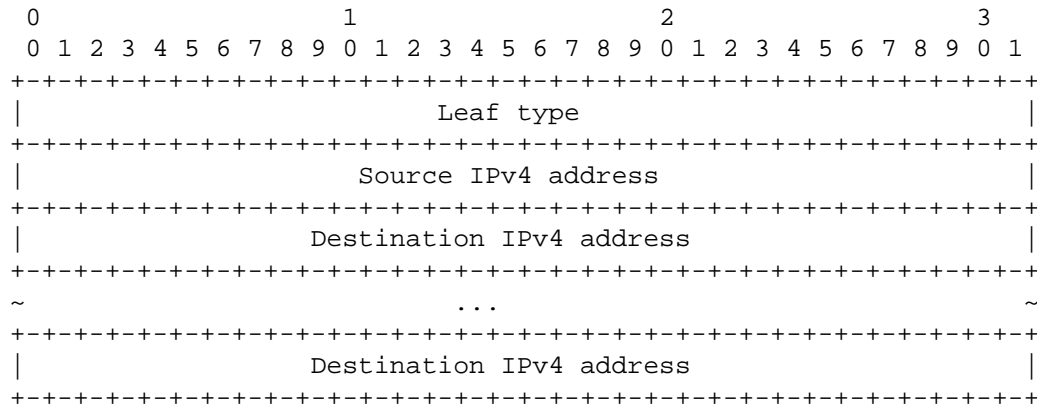 0                   1                   2                   3
 0 1 2 3 4 5 6 7 8 9 0 1 2 3 4 5 6 7 8 9 0 1 2 3 4 5 6 7 8 9 0 1
+-+-+-+-+-+-+-+-+-+-+-+-+-+-+-+-+-+-+-+-+-+-+-+-+-+-+-+-+-+-+-+-+
|                          Leaf type                            |
+-+-+-+-+-+-+-+-+-+-+-+-+-+-+-+-+-+-+-+-+-+-+-+-+-+-+-+-+-+-+-+-+
|                     Source IPv4 address                       |
+-+-+-+-+-+-+-+-+-+-+-+-+-+-+-+-+-+-+-+-+-+-+-+-+-+-+-+-+-+-+-+-+
|                  Destination IPv4 address                     |
+-+-+-+-+-+-+-+-+-+-+-+-+-+-+-+-+-+-+-+-+-+-+-+-+-+-+-+-+-+-+-+-+
~                           ...                                 ~
+-+-+-+-+-+-+-+-+-+-+-+-+-+-+-+-+-+-+-+-+-+-+-+-+-+-+-+-+-+-+-+-+
|                  Destination IPv4 address                     |
+-+-+-+-+-+-+-+-+-+-+-+-+-+-+-+-+-+-+-+-+-+-+-+-+-+-+-+-+-+-+-+-+